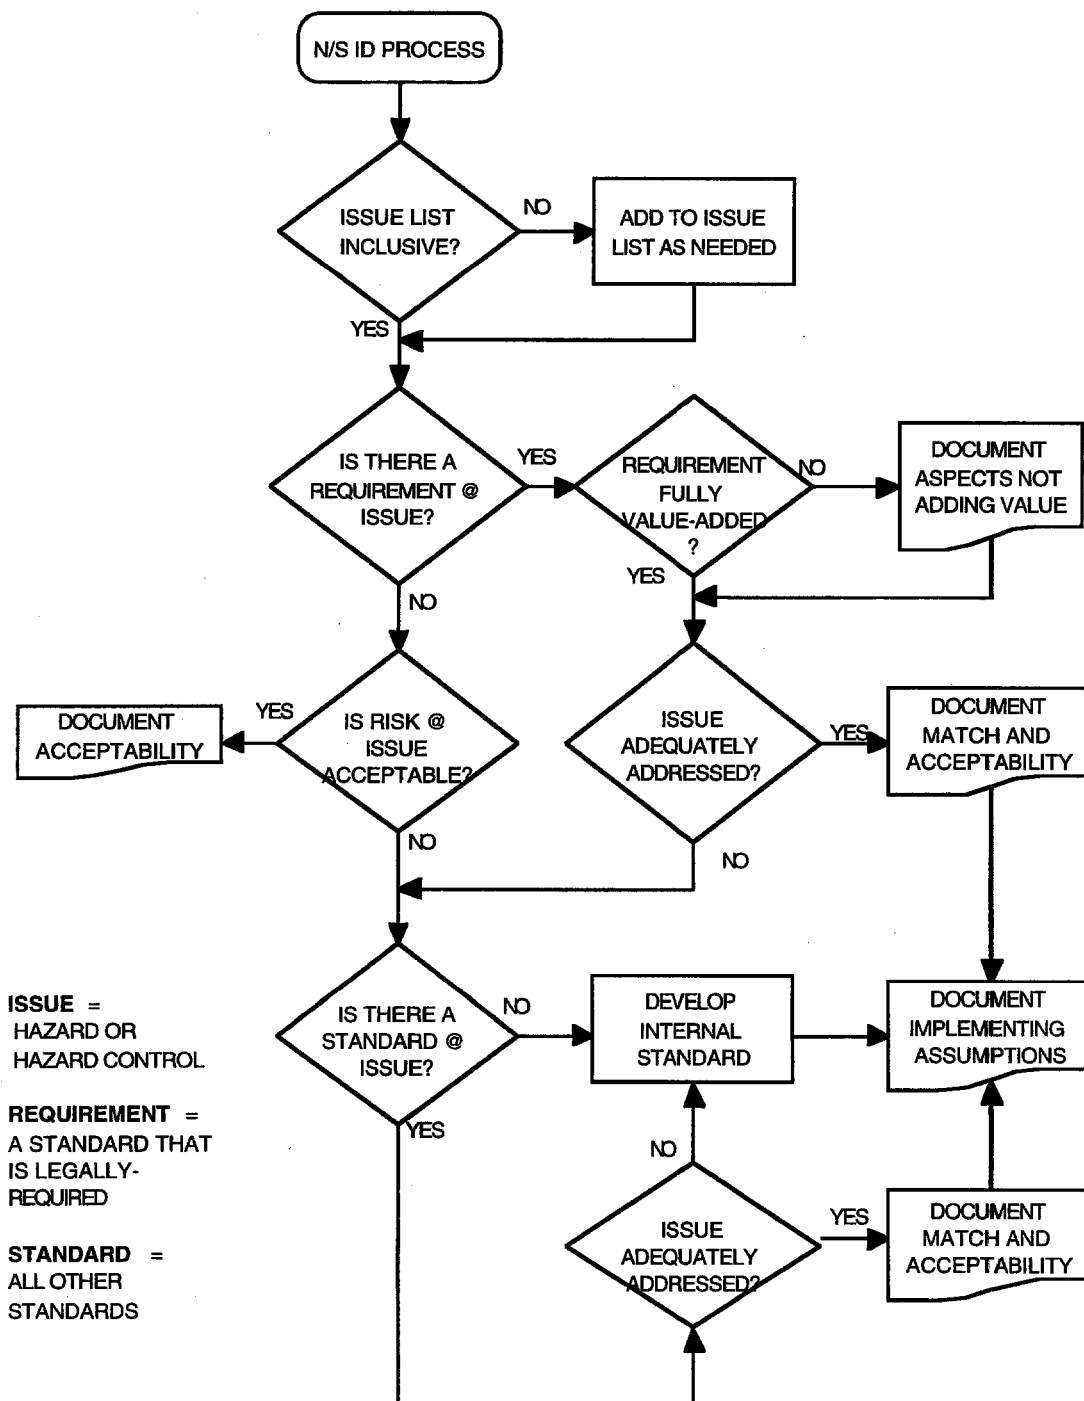 N/S ID PROCESS
ISSUE LIST
INCLUSIVE?
NO
ADD TO ISSUE
LIST AS NEEDED
YES
IS THERE A
REQUIREMENT @
ISSUE?
YES
REQUIREMENT
FULLY
VALUE-ADDED
?
NO
DOCUMENT
ASPECTS NOT
ADDING VALUE
YES
NO
DOCUMENT
ACCEPTABILITY
YES
IS RISK @
ISSUE
ACCEPTABLE?
ISSUE
ADEQUATELY
ADDRESSED?
YES
DOCUMENT
MATCH AND
ACCEPTABILITY
NO
NO
ISSUE =
HAZARD OR
HAZARD CONTROL
REQUIREMENT =
A STANDARD THAT
IS LEGALLY-
REQUIRED
STANDARD =
ALL OTHER
STANDARDS
IS THERE A
STANDARD @
ISSUE?
NO
DEVELOP
INTERNAL
STANDARD
DOCUMENT
IMPLEMENTING
ASSUMPTIONS
YES
NO
ISSUE
ADEQUATELY
ADDRESSED?
YES
DOCUMENT
MATCH AND
ACCEPTABILITY